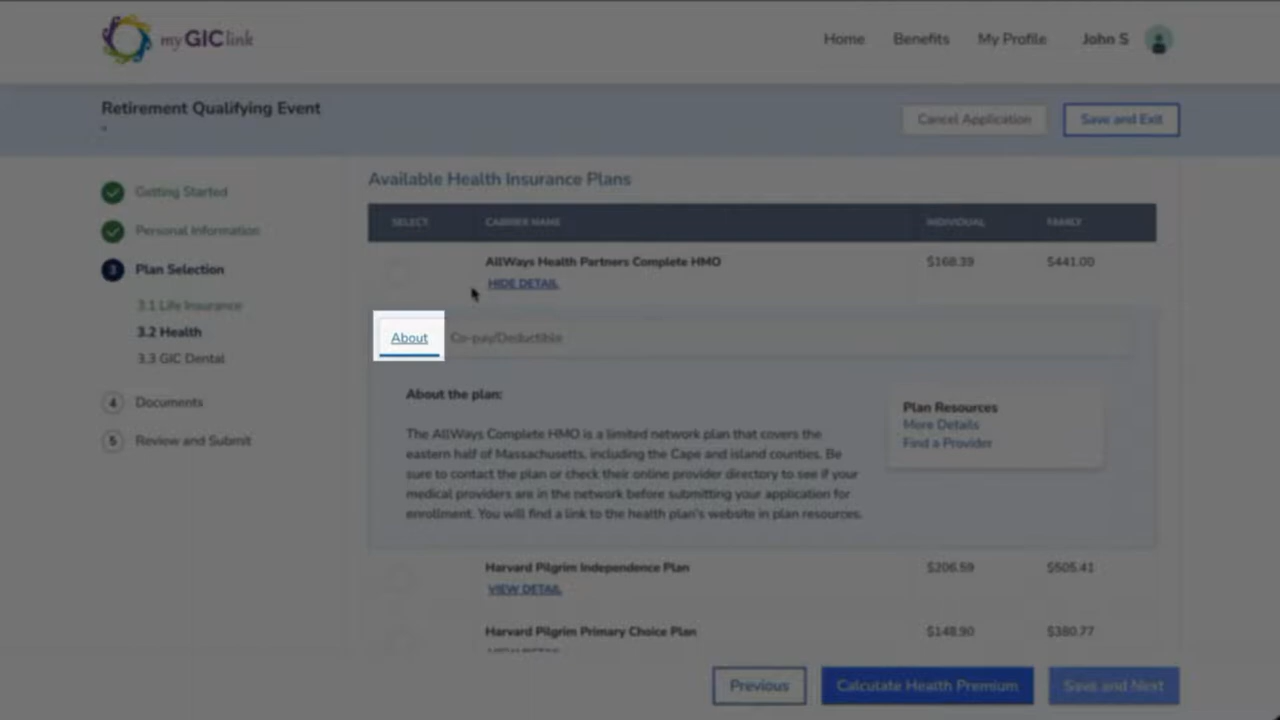 my GIC link
Home Benefits My Profile John S
Retirement Qualifying Event
Cancel Application Save and Exit
Getting Started
Personal Information
3 Plan Selection
3.1 Life Insurance
3.2 Health
3.3 GIC Dental
4 Documents
5 Review and Submit
Available Health Insurance Plans
SELECT CARRIER NAME INDIVIDUAL FAMILY
AllWays Health Partners Complete HMO $168.39 $441.00
HIDE DETAIL
About Co-pay/Deductible
About the plan:
The AllWays Complete HMO is a limited network plan that covers the
eastern half of Massachusetts, including the Cape and island counties. Be
sure to contact the plan or check their online provider directory to see if your
medical providers are in the network before submitting your application for
enrollment. You will find a link to the health plan's website in plan resources.
Plan Resources
More Details
Find a Provider
Harvard Pilgrim Independence Plan $206.59 $505.41
VIEW DETAIL
Harvard Pilgrim Primary Choice Plan $148.90 $380.77
VIEW DETAIL
Previous Calculate Health Premium Save and Next